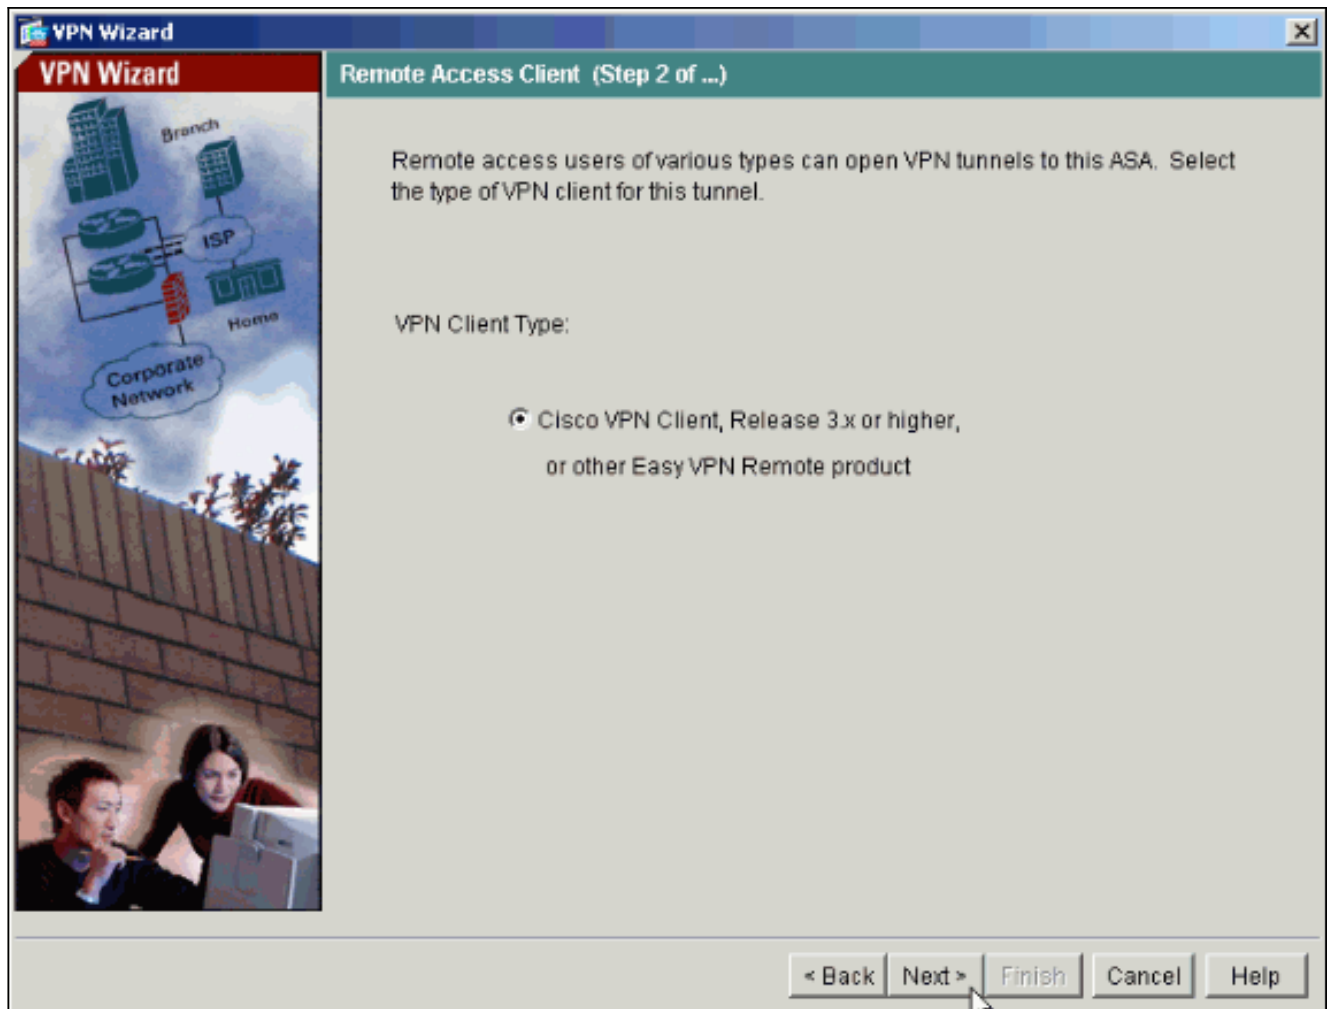 VPN Wizard
VPN Wizard
Remote Access Client (Step 2 of ...)
Branch
ISP
Home
Corporate
Network
Remote access users of various types can open VPN tunnels to this ASA. Select
the type of VPN client for this tunnel.
VPN Client Type:
Cisco VPN Client, Release 3.x or higher,
or other Easy VPN Remote product
< Back
Next >
Finish
Cancel
Help